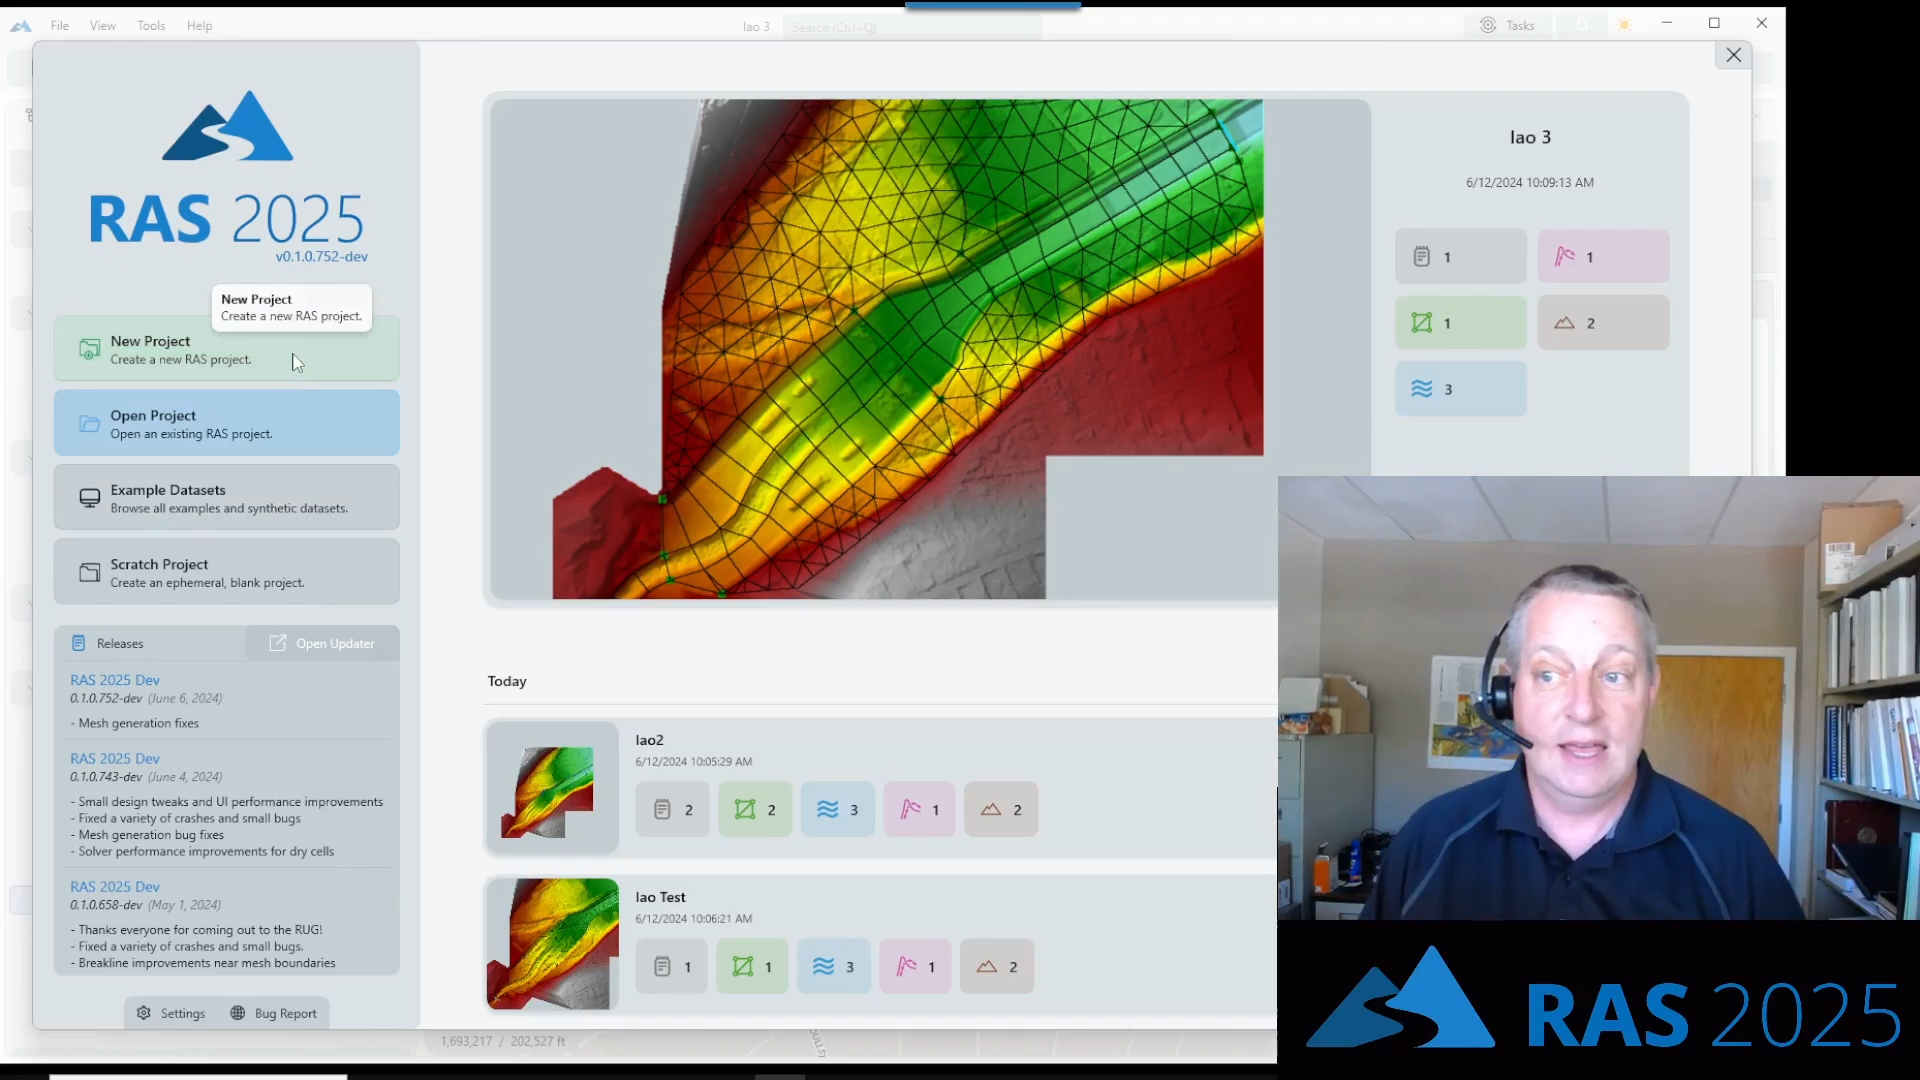 File View Tools Help
lao 3
Search (Ctrl+Q)
Tasks
RAS 2025
v0.1.0.752-dev
New Project
Create a new RAS project.
New Project
Create a new RAS project.
Open Project
Open an existing RAS project.
Example Datasets
Browse all examples and synthetic datasets.
Scratch Project
Create an ephemeral, blank project.
Releases
Open Updater
RAS 2025 Dev
0.1.0.752-dev (June 6, 2024)
- Mesh generation fixes
RAS 2025 Dev
0.1.0.743-dev (June 4, 2024)
- Small design tweaks and UI performance improvements
- Fixed a variety of crashes and small bugs
- Mesh generation bug fixes
- Solver performance improvements for dry cells
RAS 2025 Dev
0.1.0.658-dev (May 1, 2024)
- Thanks everyone for coming out to the RUG!
- Fixed a variety of crashes and small bugs.
- Breakline improvements near mesh boundaries
Settings
Bug Report
lao 3
6/12/2024 10:09:13 AM
1 1
1 2
3
Today
lao2
6/12/2024 10:05:29 AM
2 2 3 1 2
lao Test
6/12/2024 10:06:21 AM
1 1 3 1 2
1,693,217 / 202,527 ft
RAS 2025